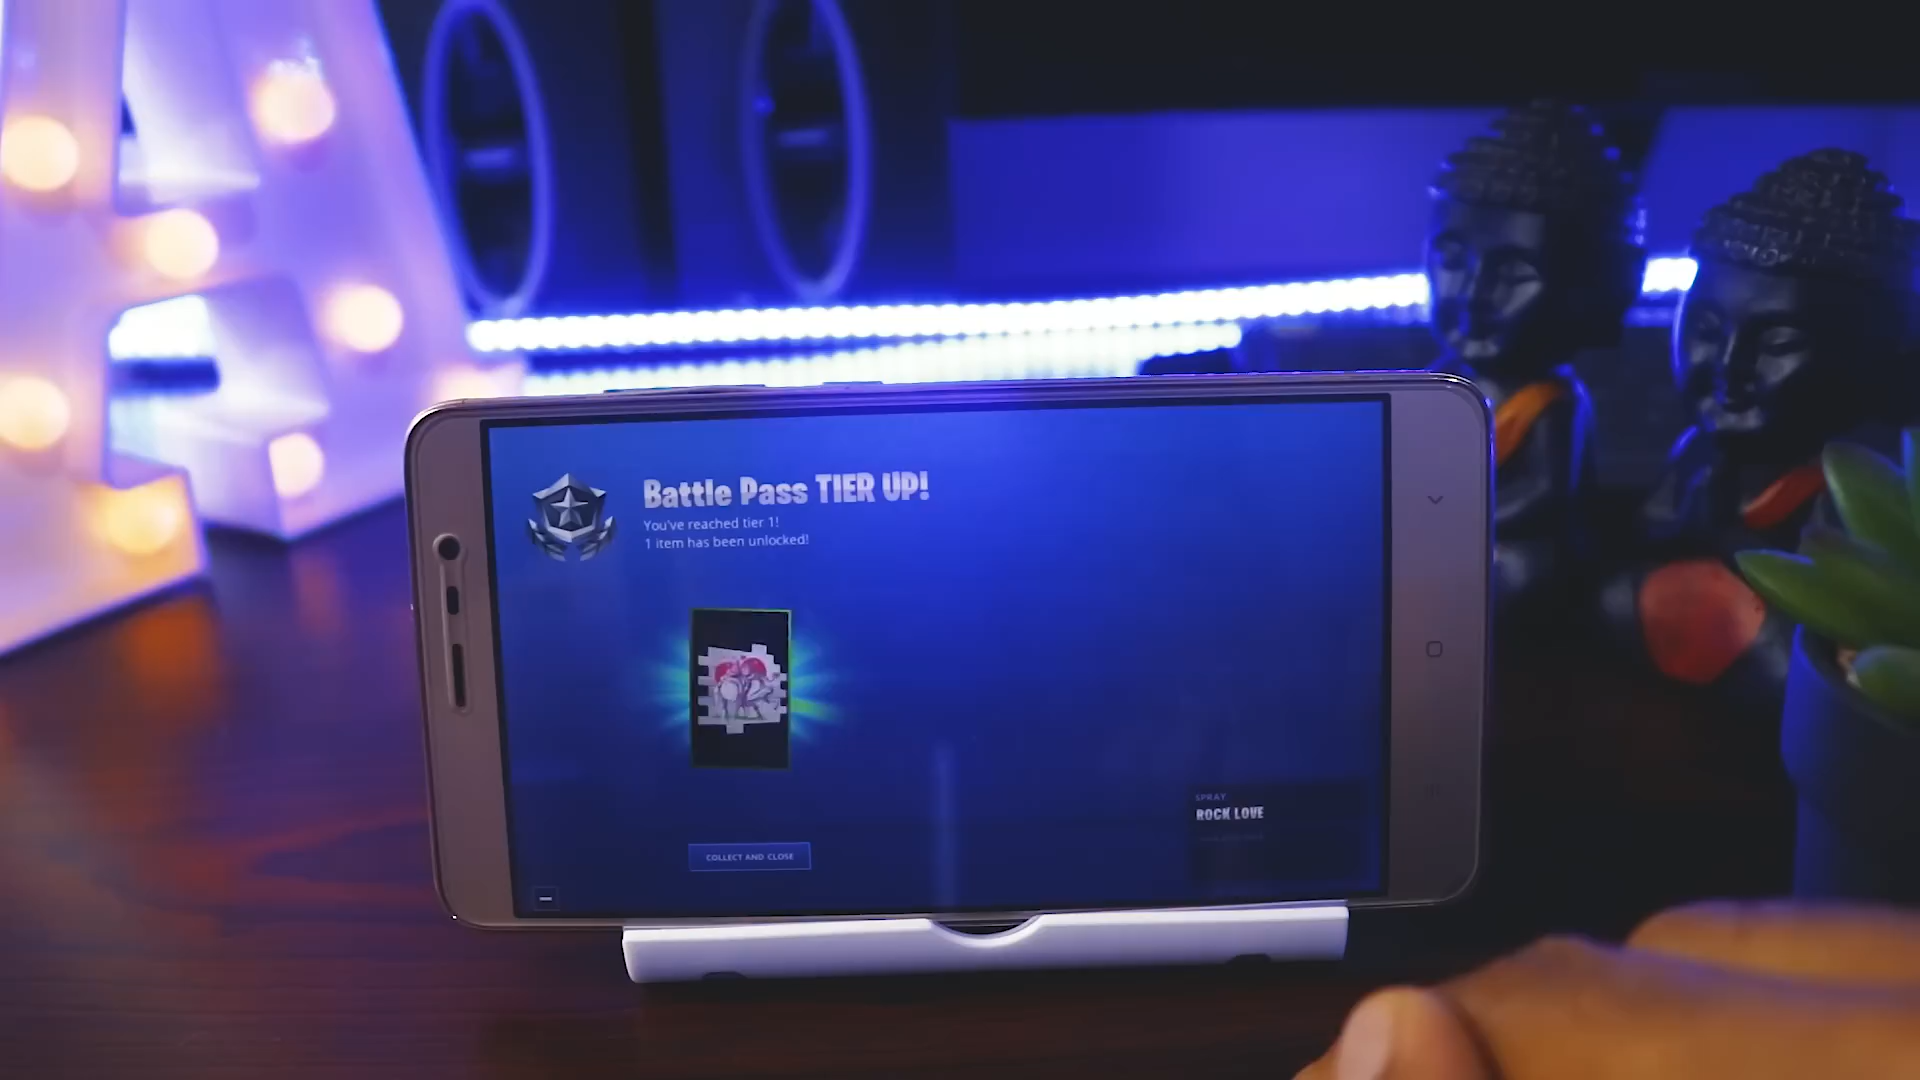 Battle Pass TIER UP!
You've reached tier 1!
1 item has been unlocked!
SPRAY
ROCK LOVE
COLLECT AND CLOSE